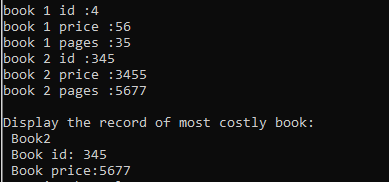 book 1 id :4
book 1 price :56
book 1 pages :35
book 2 id :345
book 2 price :3455
book 2 pages :5677
Display the record of most costly book:
Book2
Book id: 345
Book price:5677